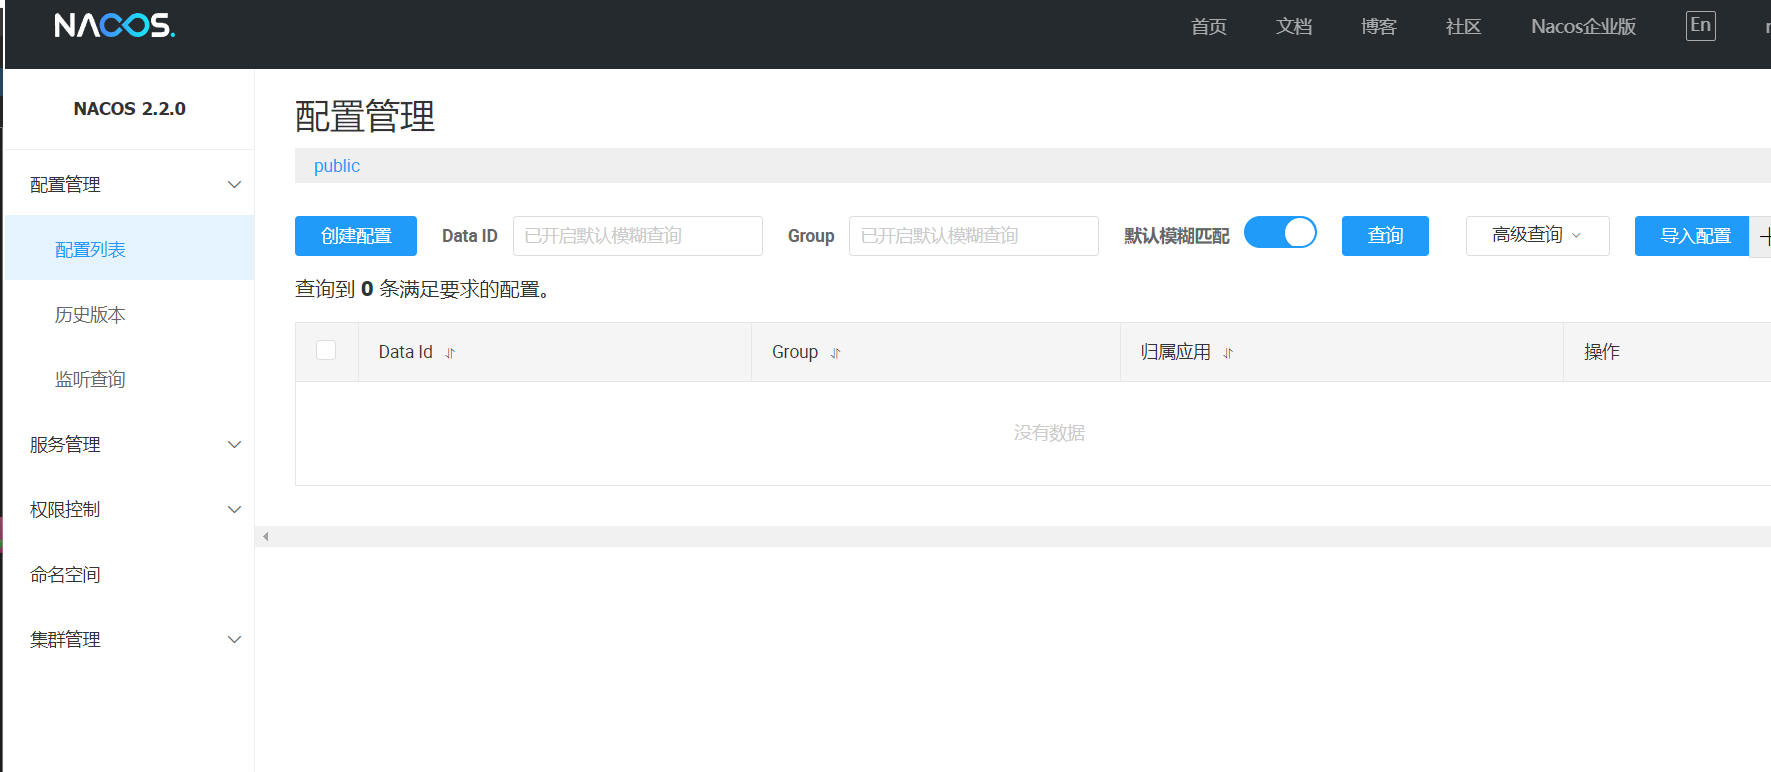 NACOS.
首页 文档 博客 社区 Nacos企业版 En
NACOS 2.2.0
配置管理
配置列表
历史版本
监听查询
服务管理
权限控制
命名空间
集群管理
配置管理
public
创建配置 Data ID 已开启默认模糊查询 Group 已开启默认模糊查询 默认模糊匹配 查询 高级查询 导入配置
查询到 0 条满足要求的配置。
Data Id Group 归属应用 操作
没有数据